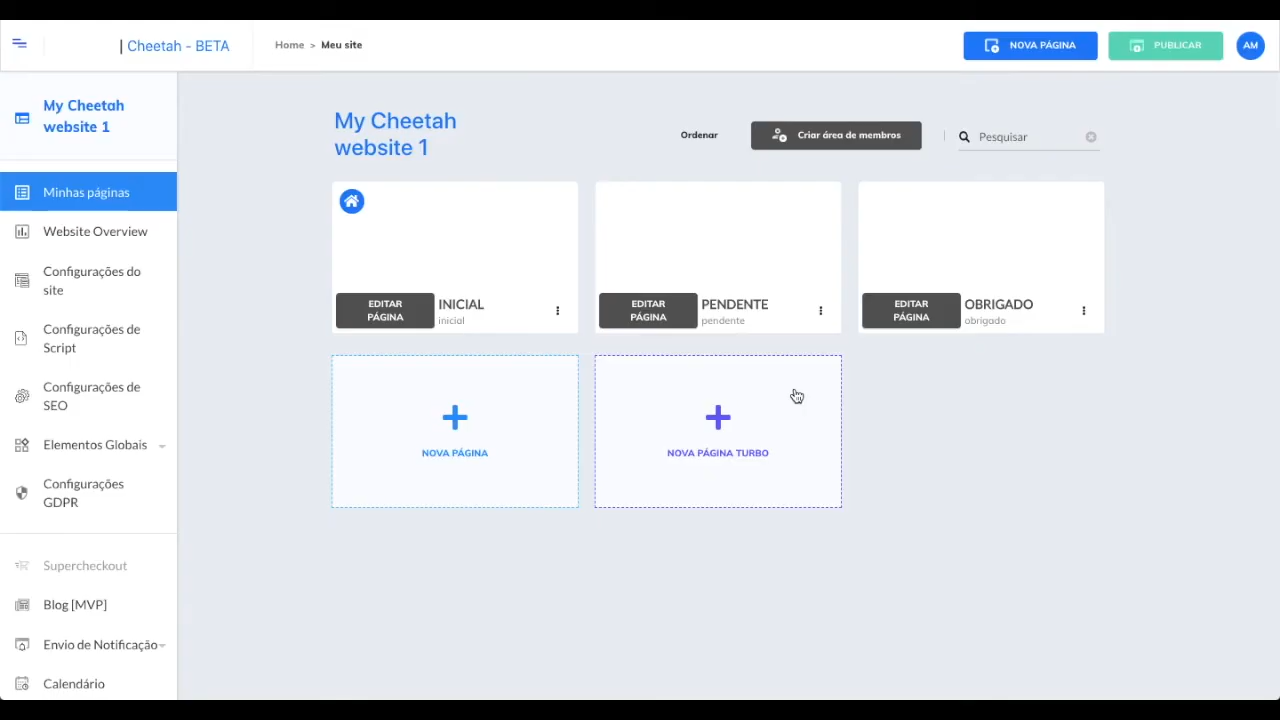 | Cheetah - BETA
Home > Meu site
NOVA PÁGINA
PUBLICAR
AM
My Cheetah
website 1
Minhas páginas
Website Overview
Configurações do
site
Configurações de
Script
Configurações de
SEO
Elementos Globais
Configurações
GDPR
Supercheckout
Blog [MVP]
Envio de Notificação
Calendário
My Cheetah
website 1
Ordenar
Criar área de membros
Pesquisar
EDITAR
PÁGINA
INICIAL
inicial
EDITAR
PÁGINA
PENDENTE
pendente
EDITAR
PÁGINA
OBRIGADO
obrigado
NOVA PÁGINA
NOVA PÁGINA TURBO